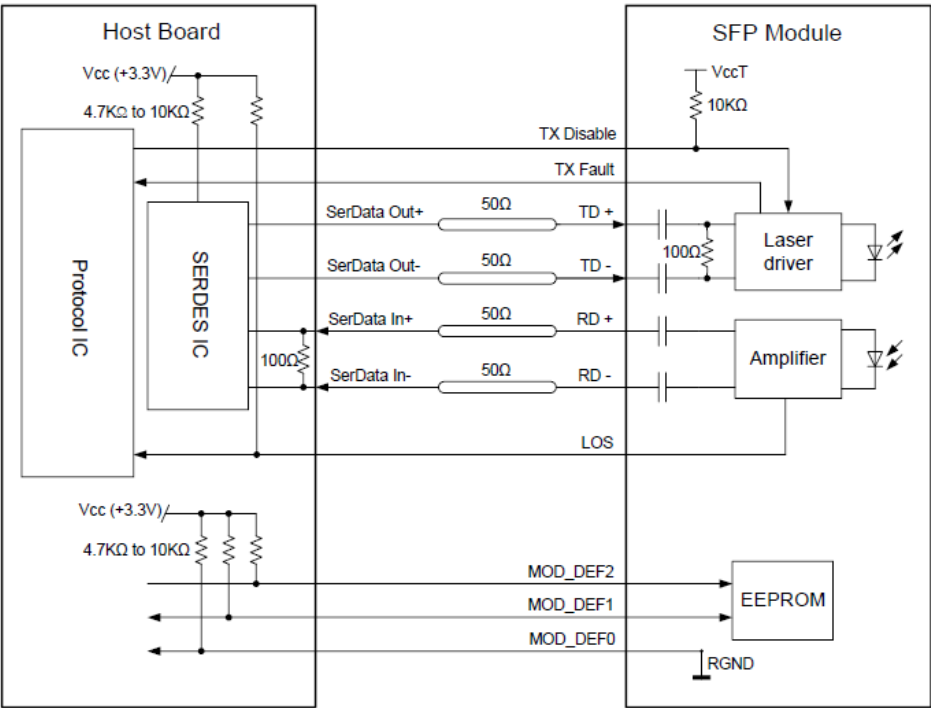 Host Board
SFP Module
Vcc (+3.3V)
VccT
4.7KΩ to 10KΩ
10KΩ
TX Disable
TX Fault
SerData Out+
50Ω
TD +
Laser
driver
100Ω
SerData Out-
50Ω
TD -
Protocol IC
SERDES IC
SerData In+
50Ω
RD +
Amplifier
100Ω
SerData In-
50Ω
RD -
LOS
Vcc (+3.3V)
4.7KΩ to 10KΩ
MOD_DEF2
EEPROM
MOD_DEF1
MOD_DEF0
RGND